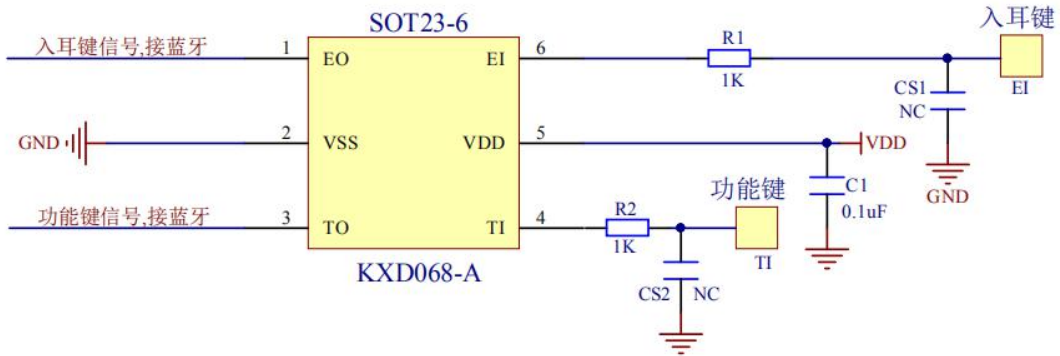 SOT23-6
入耳键
入耳键信号,接蓝牙
1
EO
EI
6
R1
1K
CS1
NC
EI
GND
2
VSS
VDD
5
VDD
GND
功能键
C1
0.1uF
功能键信号,接蓝牙
3
TO
TI
4
R2
1K
TI
KXD068-A
CS2
NC